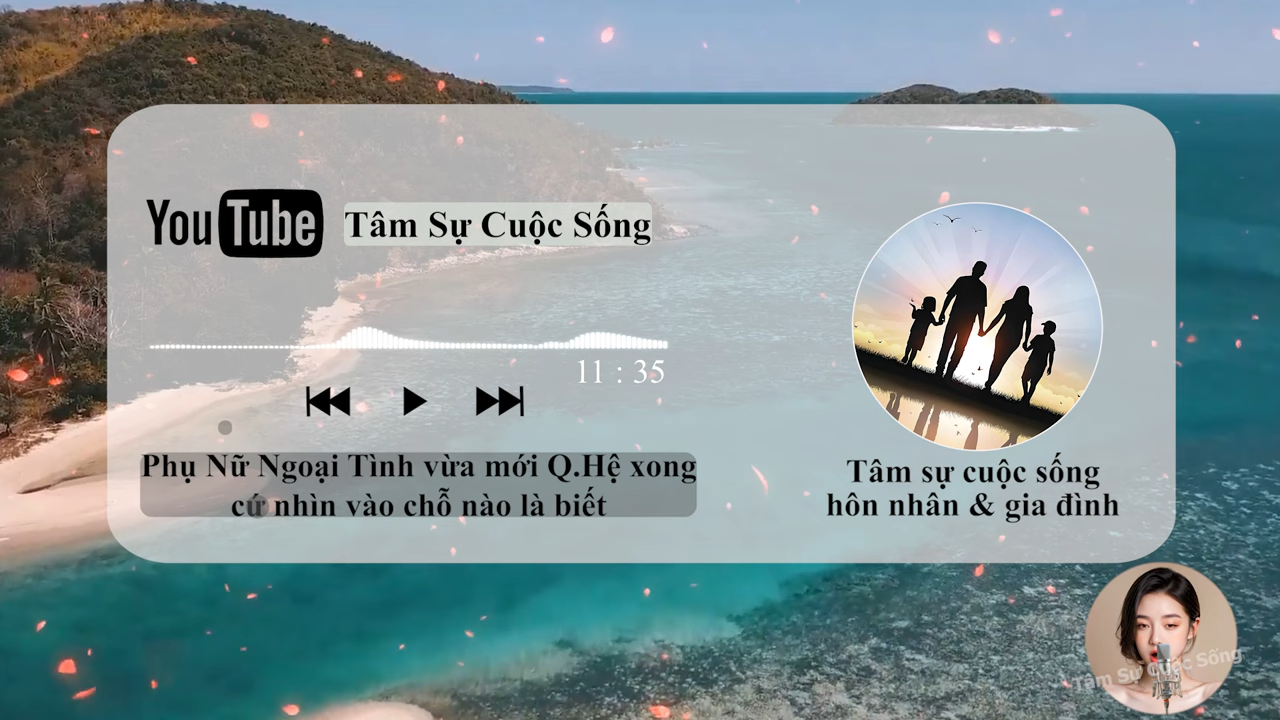 YouTube
Tâm Sự Cuộc Sống
11 : 35
Phụ Nữ Ngoại Tình vừa mới Q.Hệ xong
cứ nhìn vào chỗ nào là biết
Tâm sự cuộc sống
hôn nhân & gia đình
Tâm Sự Cuộc Sống